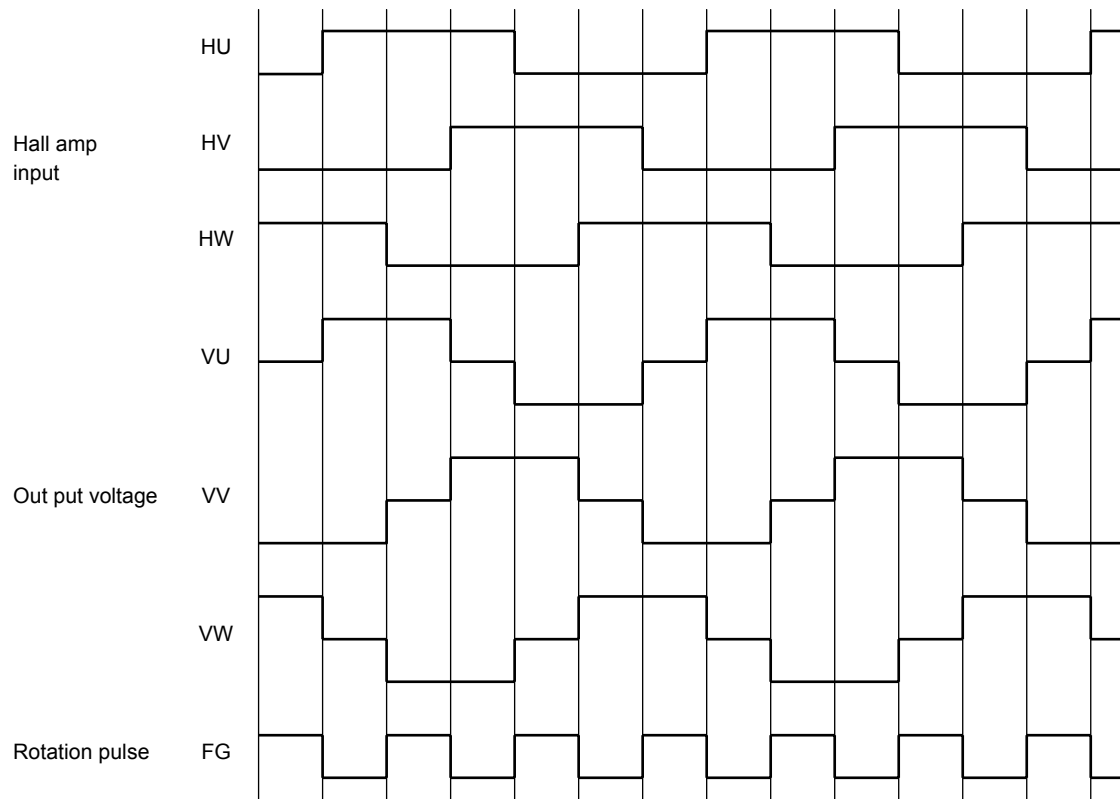 HU
Hall amp
input
HV
HW
VU
Out put voltage
VV
VW
Rotation pulse
FG